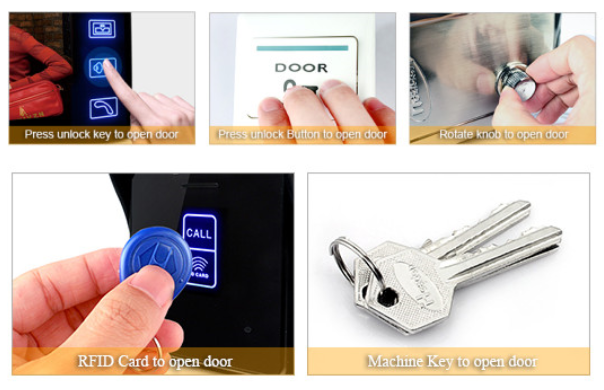 Press unlock key to open door
DOOR
Press unlock Button to open door
Rotate knob to open door
CALL
RFID Card to open door
Machine Key to open door